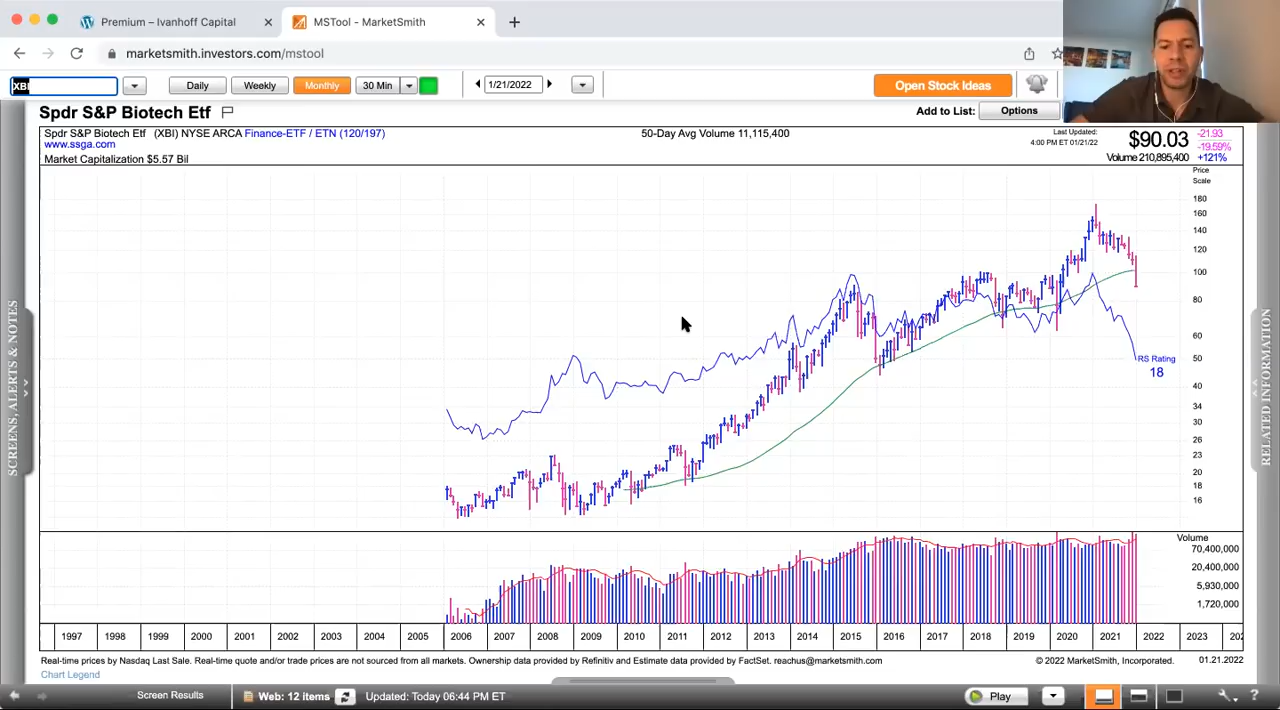 Premium – Ivanhoff Capital
MSTool - MarketSmith
marketsmith.investors.com/mstool
XBI
Daily
Weekly
Monthly
30 Min
1/21/2022
Open Stock Ideas
Spdr S&P Biotech Etf
Add to List:
Options
Spdr S&P Biotech Etf (XBI) NYSE ARCA Finance-ETF / ETN (120/197)
50-Day Avg Volume 11,115,400
www.ssga.com
Market Capitalization $5.57 Bil
Last Updated:
4:00 PM ET 01/21/22
$90.03
-21.93
-19.59%
Volume 210,895,400
+121%
Price
Scale
180
160
140
120
100
80
60
50
40
34
30
26
23
20
18
16
RS Rating
18
SCREENS, ALERTS & NOTES
RELATED INFORMATION
Volume
70,400,000
20,400,000
5,930,000
1,720,000
1997 1998 1999 2000 2001 2002 2003 2004 2005 2006 2007 2008 2009 2010 2011 2012 2013 2014 2015 2016 2017 2018 2019 2020 2021 2022 2023 202
Real-time prices by Nasdaq Last Sale. Real-time quote and/or trade prices are not sourced from all markets. Ownership data provided by Refinitiv and Estimate data provided by FactSet. reachus@marketsmith.com
© 2022 MarketSmith, Incorporated.
01.21.2022
Chart Legend
Screen Results
Web: 12 items
Updated: Today 06:44 PM ET
Play